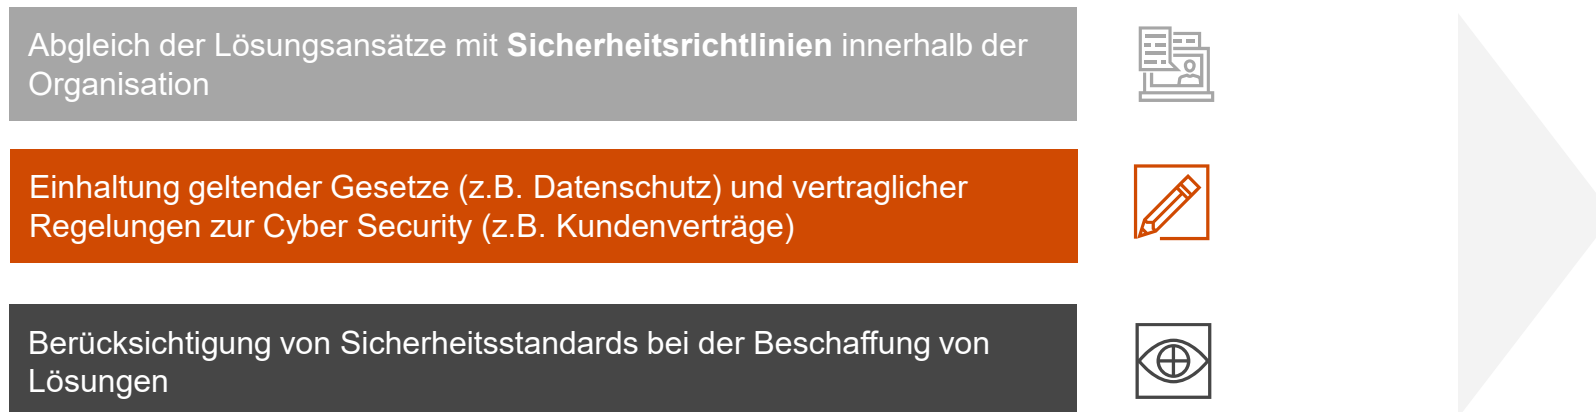 Abgleich der Lösungsansätze mit Sicherheitsrichtlinien innerhalb der
Organisation
Einhaltung geltender Gesetze (z.B. Datenschutz) und vertraglicher
Regelungen zur Cyber Security (z.B. Kundenverträge)
Berücksichtigung von Sicherheitsstandards bei der Beschaffung von
Lösungen